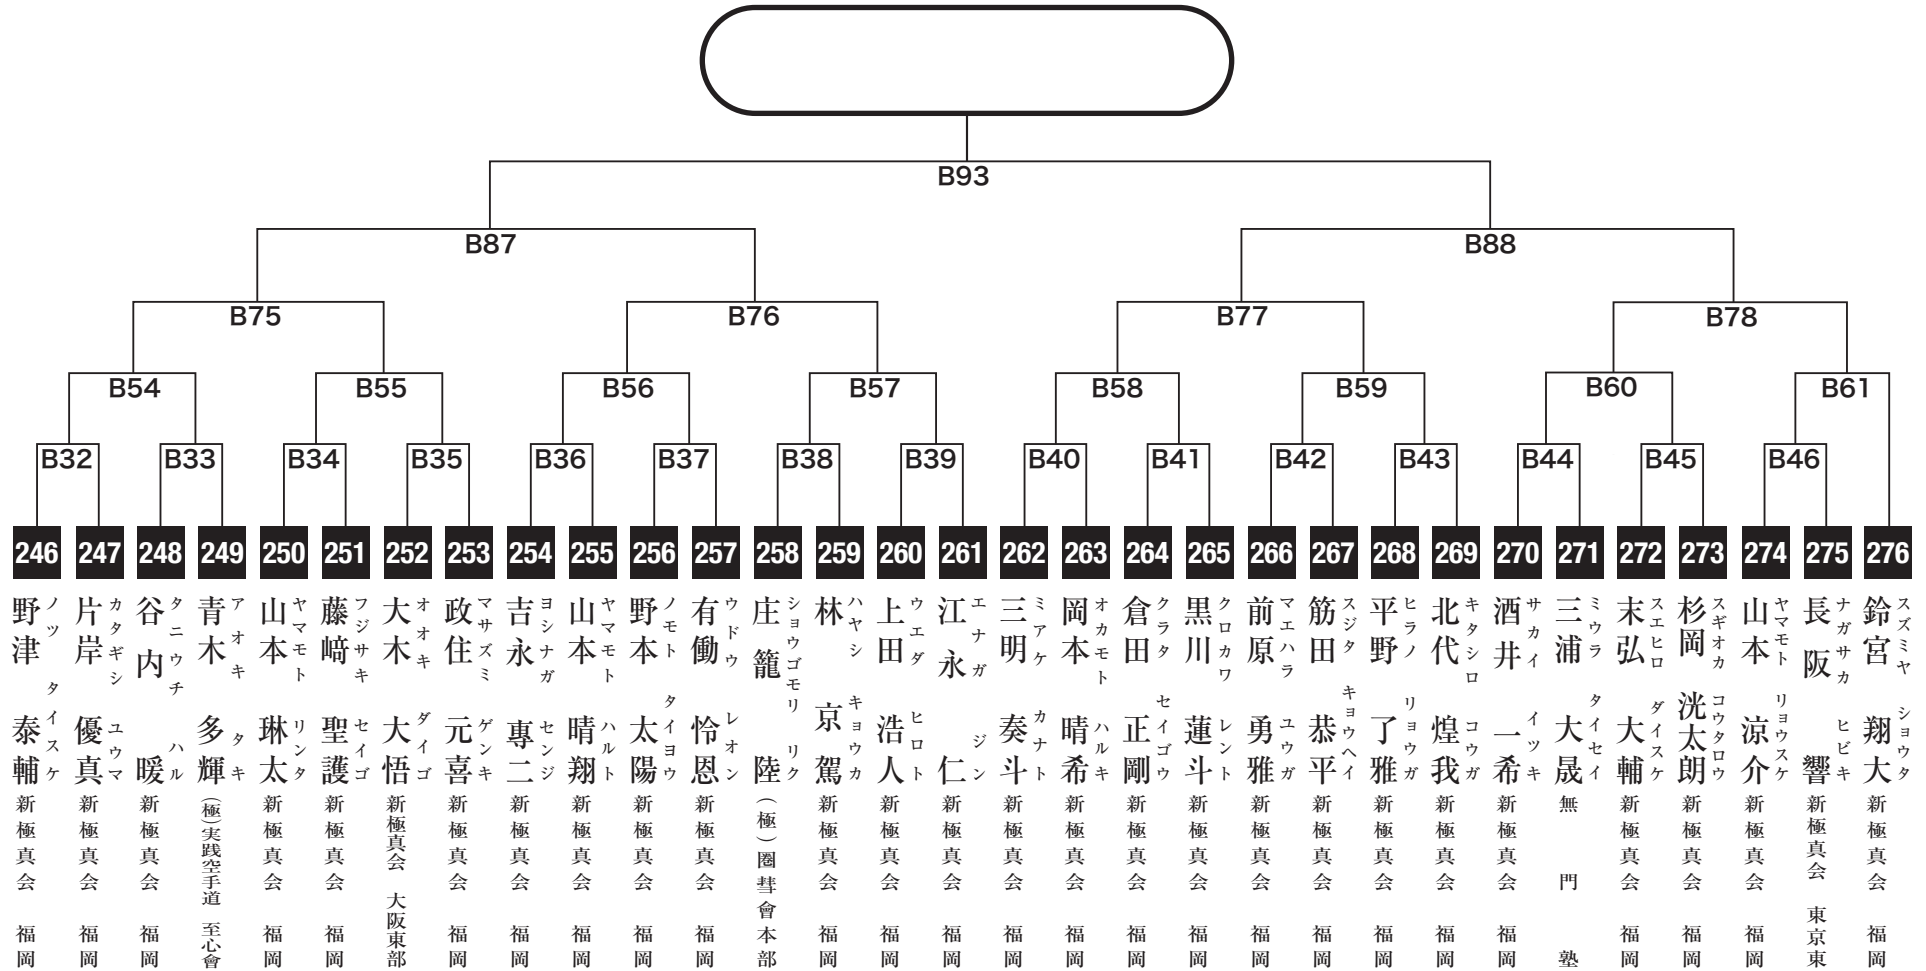 B93
B87
B88
B75
B76
B77
B78
B54
B55
B56
B57
B58
B59
B60
B61
B32
B33
B34
B35
B36
B37
B38
B39
B40
B41
B42
B43
B44
B45
B46
246
野津 泰輔
ノツ タイスケ
新極真会 福岡
247
片岸 優真
カタギシ ユウマ
新極真会 福岡
248
谷内 暖
タニウチ ハル
新極真会 福岡
249
青木 多輝
アオキ タキ
(極)実践空手道 至心會
250
山本 琳太
ヤマモト リンタ
新極真会 福岡
251
藤﨑 聖護
フジサキ セイゴ
新極真会 福岡
252
大木 大悟
オオキ ダイゴ
新極真会 大阪東部
253
政住 元喜
マサズミ ゲンキ
新極真会 福岡
254
吉永 専二
ヨシナガ センジ
新極真会 福岡
255
山本 晴翔
ヤマモト ハルト
新極真会 福岡
256
野本 太陽
ノモト タイヨウ
新極真会 福岡
257
有働 怜恩
ウドウ レオン
新極真会 福岡
258
庄籠 陸
ショウゴモリ リク
(極)圏彗會本部
259
林 京駕
ハヤシ キョウカ
新極真会 福岡
260
上田 浩人
ウエダ ヒロト
新極真会 福岡
261
江永 仁
エナガ ジン
新極真会 福岡
262
三明 奏斗
ミアケ カナト
新極真会 福岡
263
岡本 晴希
オカモト ハルキ
新極真会 福岡
264
倉田 正剛
クラタ セイゴウ
新極真会 福岡
265
黒川 蓮斗
クロカワ レント
新極真会 福岡
266
前原 勇雅
マエハラ ユウガ
新極真会 福岡
267
筋田 恭平
スジタ キョウヘイ
新極真会 福岡
268
平野 了雅
ヒラノ リョウガ
新極真会 福岡
269
北代 煌我
キタシロ コウガ
新極真会 福岡
270
酒井 一希
サカイ イツキ
新極真会 福岡
271
三浦 大晟
ミウラ タイセイ
無門塾
272
末弘 大輔
スエヒロ ダイスケ
新極真会 福岡
273
杉岡 洸太朗
スギオカ コウタロウ
新極真会 福岡
274
山本 涼介
ヤマモト リョウスケ
新極真会 福岡
275
長阪 響
ナガサカ ヒビキ
新極真会 東京東
276
鈴宮 翔大
スズミヤ ショウタ
新極真会 福岡